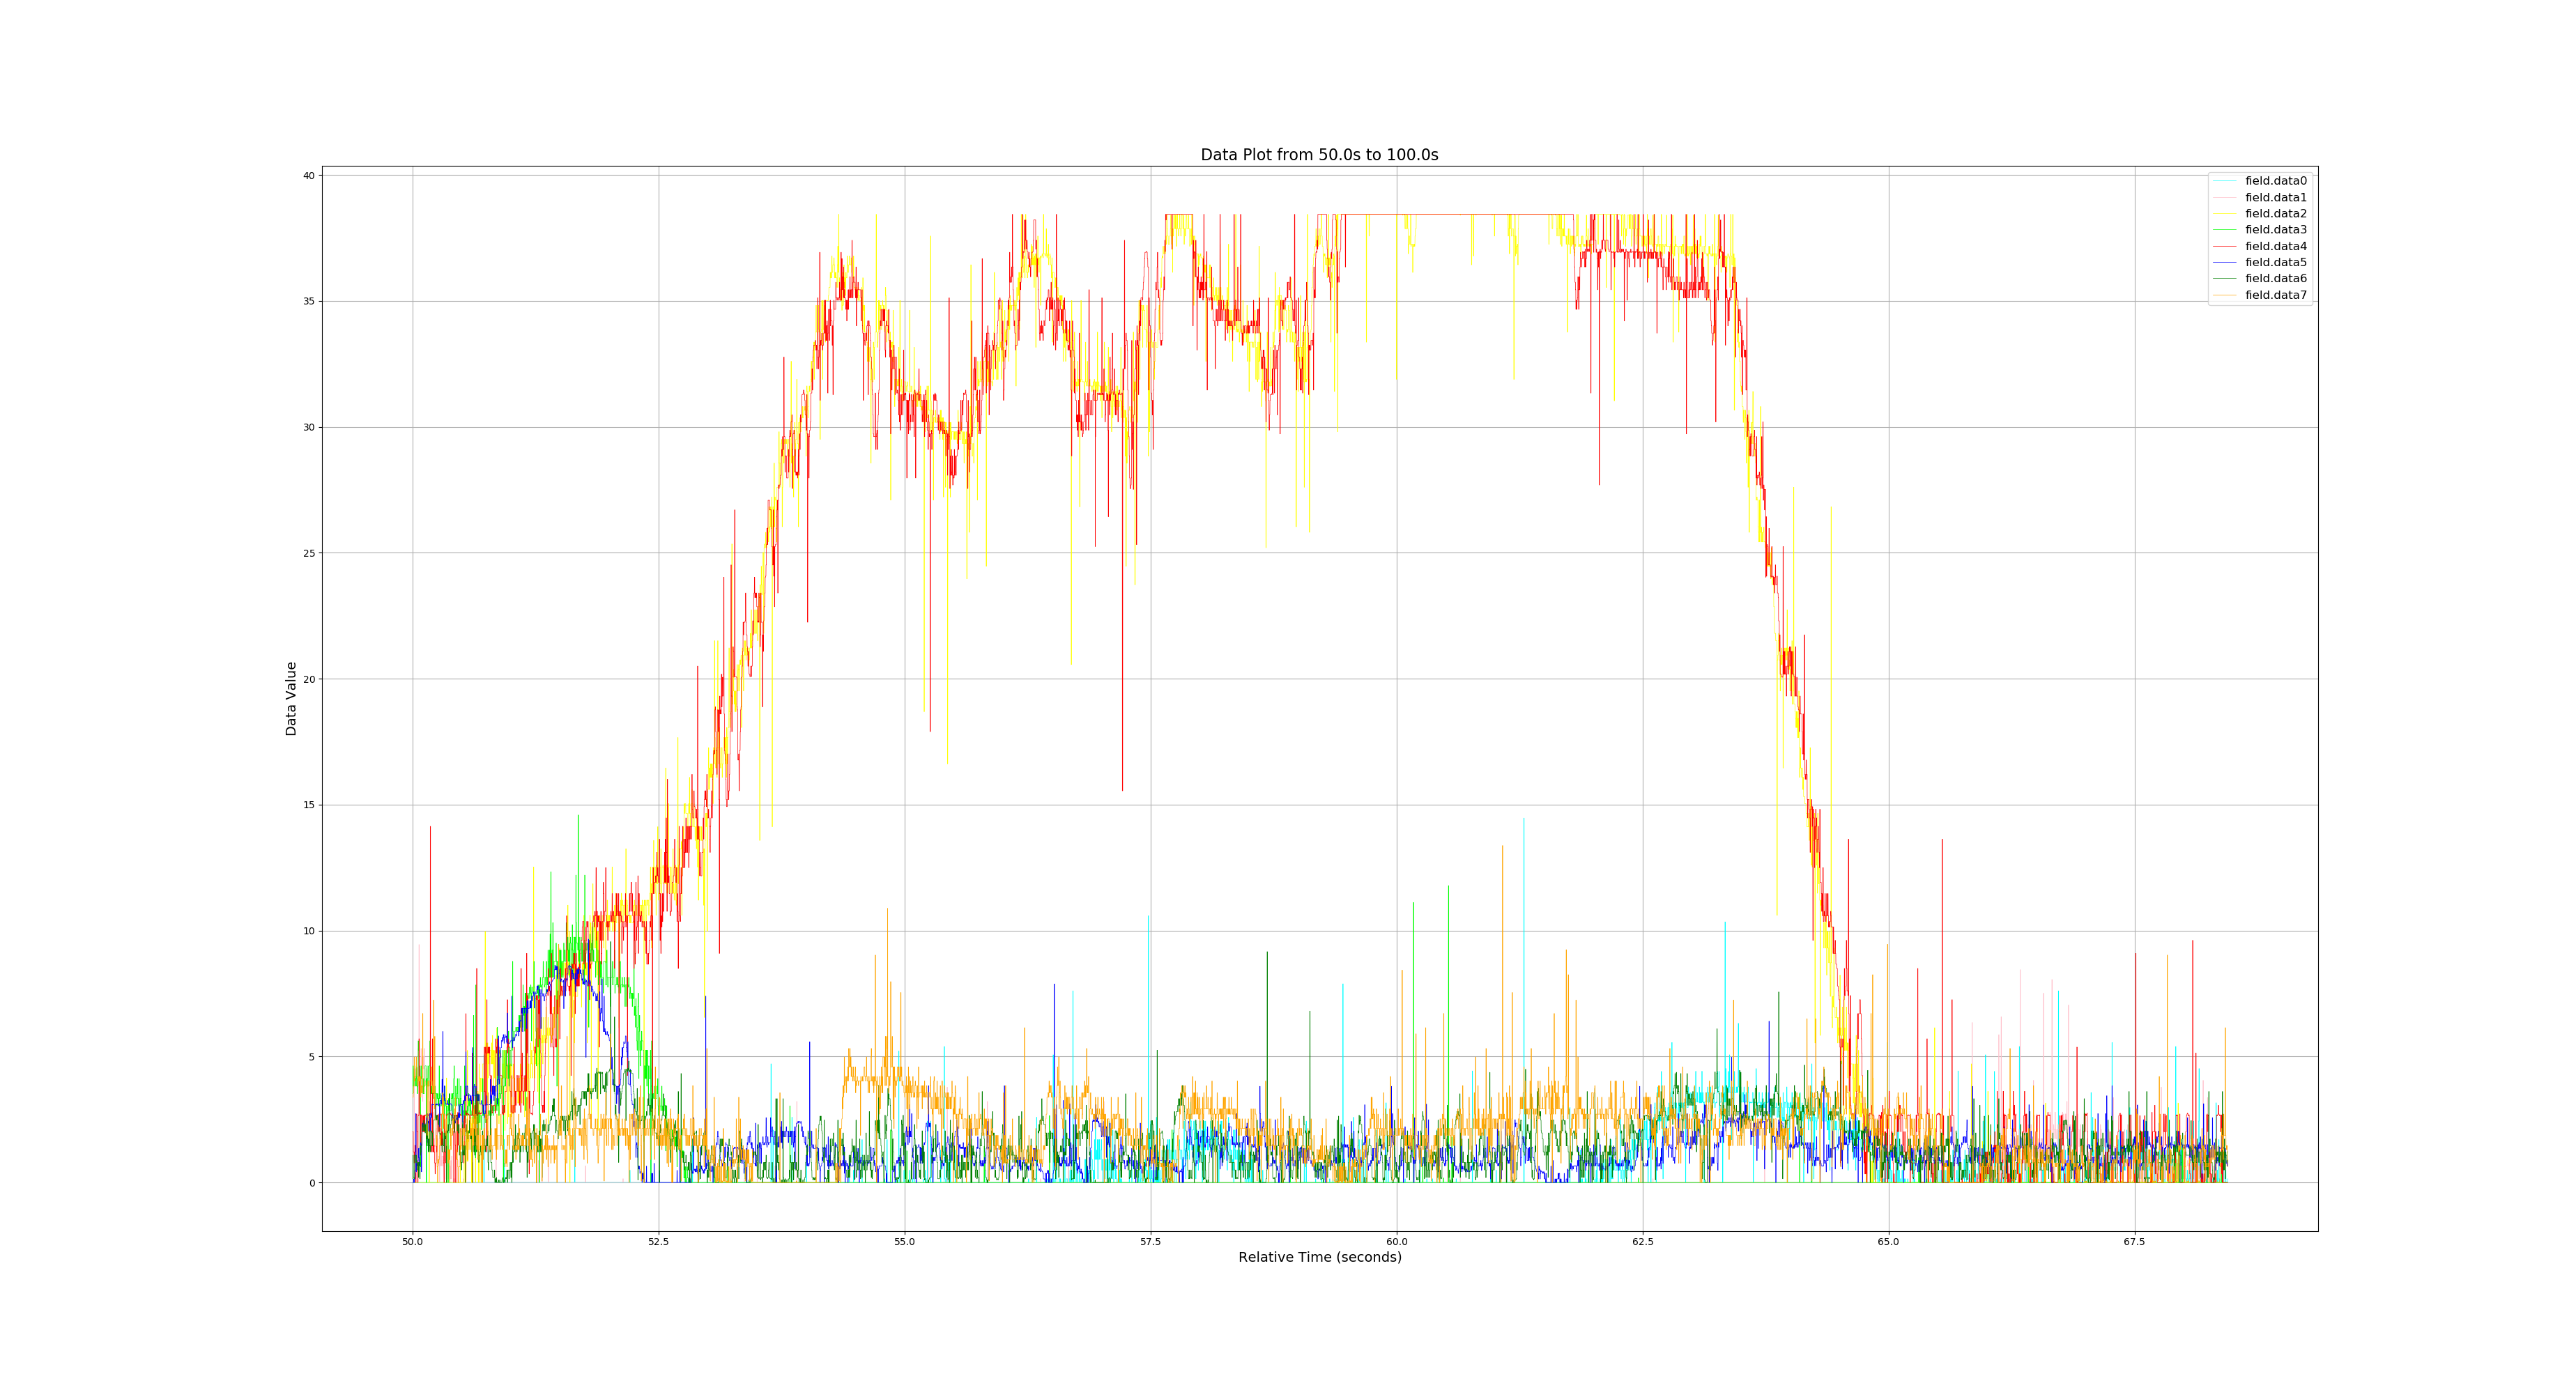 Data Plot from 50.0s to 100.0s
field.data0
field.data1
field.data2
field.data3
field.data4
field.data5
field.data6
field.data7
40
35
30
25
20
15
10
5
0
Data Value
50.0 52.5 55.0 57.5 60.0 62.5 65.0 67.5
Relative Time (seconds)